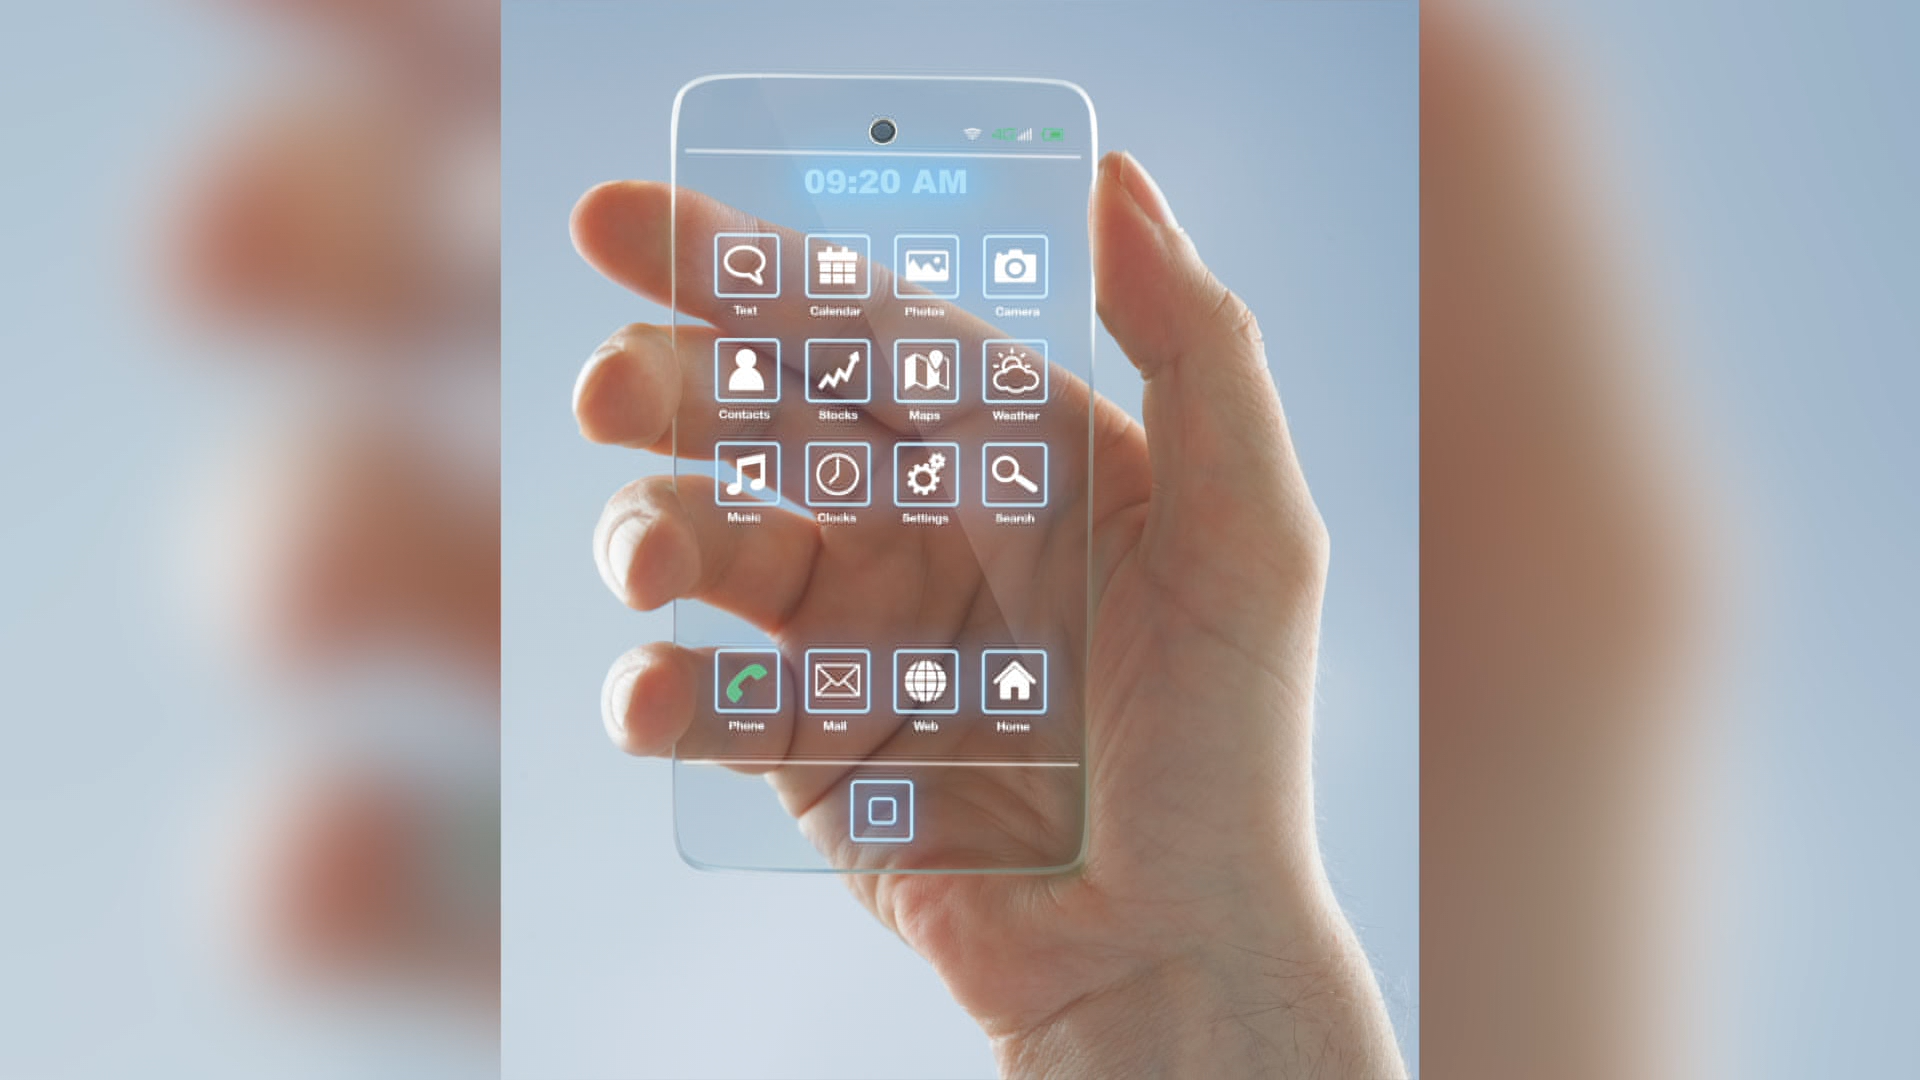 4G
09:20 AM
Text Calendar Photos Camera
Contacts Stocks Maps Weather
Music Clocks Settings Search
Phone Mail Web Home